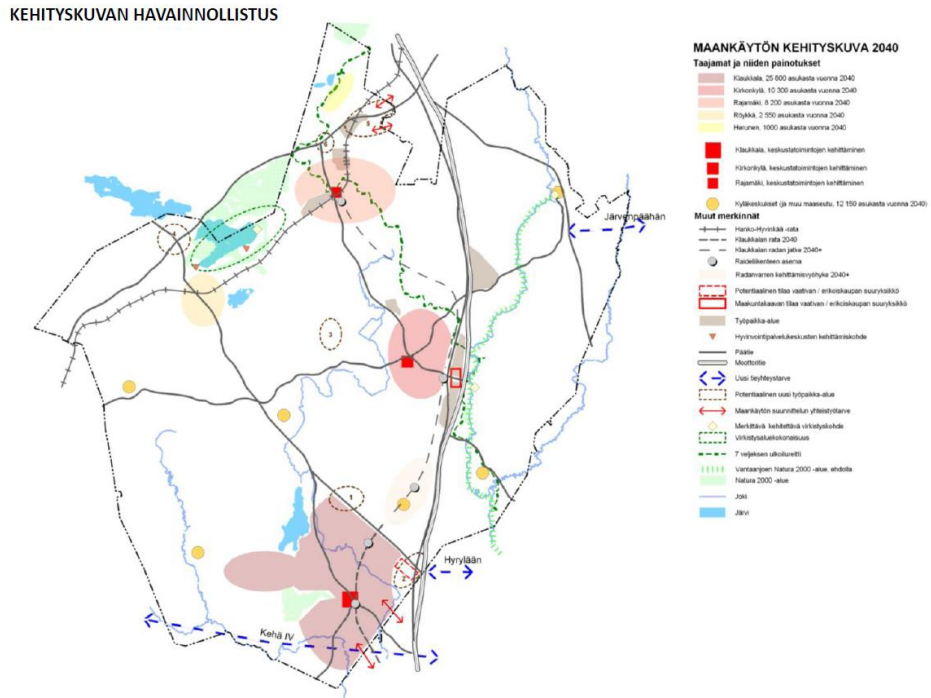 KEHITYSKUVAN HAVAINNOLLISTUS
MAANKÄYTÖN KEHITYSKUVA 2040
Taajamat ja niiden painotukset
Klaukkala, 25 800 asukasta vuonna 2040
Kirkonkylä, 10 300 asukasta vuonna 2040
Rajamäki, 8 200 asukasta vuonna 2040
Röykkä, 2 550 asukasta vuonna 2040
Herunen, 1000 asukasta vuonna 2040
Klaukkala, keskustatoimintojen kehittäminen
Kirkonkylä, keskustatoimintojen kehittäminen
Rajamäki, keskustatoimintojen kehittäminen
Kyläkeskukset (ja muu maaseutu, 12 150 asukasta vuonna 2040)
Muut merkinnät
Hanko-Hyvinkää -rata
Klaukkalan rata 2040
Klaukkalan radan jatke 2040+
Raideliikenteen asema
Radanvarren kehittämisvyöhyke 2040+
Potentiaalinen tilaa vaativan / erikoiskaupan suuryksikkö
Maakuntakaavan tilaa vaativan / erikoiskaupan suuryksikkö
Työpaikka-alue
Hyvinvointipalvelukeskusten kehittämiskohde
Päätie
Moottoritie
Uusi tieyhteystarve
Potentiaalinen uusi työpaikka-alue
Maankäytön suunnittelun yhteistyötarve
Merkittävä kehitettävä virkistyskohde
Virkistysaluekokonaisuus
7 veljeksen ulkoilureitti
Vantaanjoen Natura 2000 -alue, ehdolla
Natura 2000 -alue
Joki
Järvi
Järvenpäähän
3
1
Hyrylään
Kehä IV